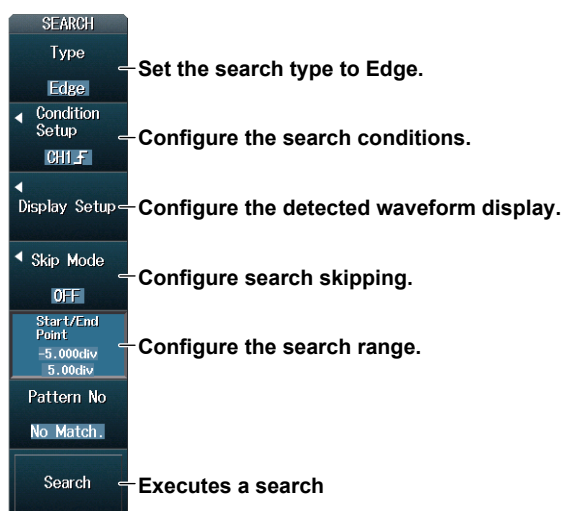 SEARCH
Type
Edge
Set the search type to Edge.
Condition
Setup
CH1
Configure the search conditions.
Display Setup
Configure the detected waveform display.
Skip Mode
OFF
Configure search skipping.
Start/End
Point
-5.000div
5.00div
Configure the search range.
Pattern No
No Match.
Search
Executes a search